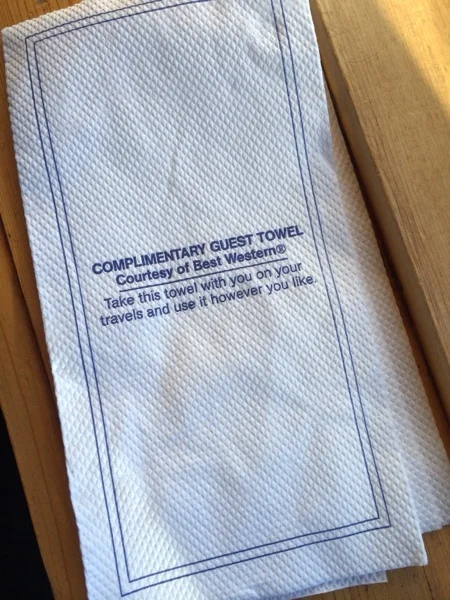 COMPLIMENTARY GUEST TOWEL
Courtesy of Best Western®
Take this towel with you on your
travels and use it however you like.